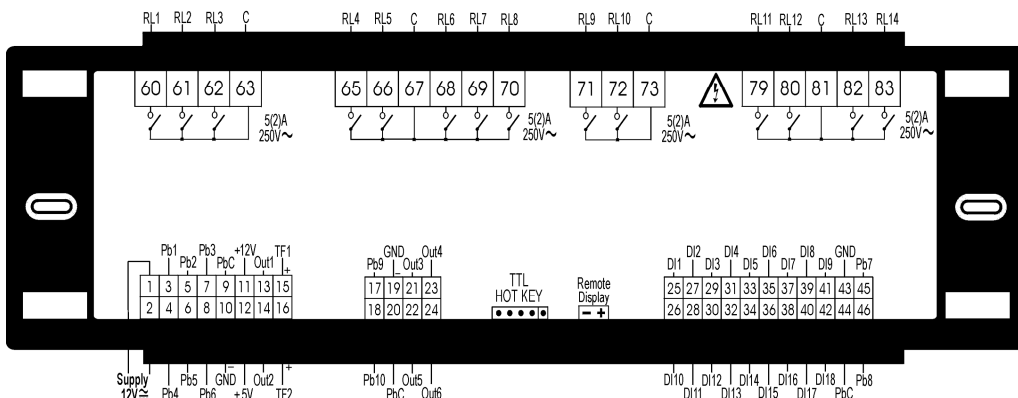 RL1 RL2 RL3 C RL4 RL5 C RL6 RL7 RL8 RL9 RL10 C RL11 RL12 C RL13 RL14
60 61 62 63 65 66 67 68 69 70 71 72 73 79 80 81 82 83
5(2)A 5(2)A 5(2)A 5(2)A
250V~ 250V~ 250V~ 250V~
Pb1 Pb3 +12V TF1 GND Out4 DI2 DI4 DI6 DI8 GND
Pb2 PbC Out1 + Pb9 – Out3 DI1 DI3 DI5 DI7 DI9 Pb7
TTL Remote
HOT KEY Display
1 3 5 7 9 11 13 15 17 19 21 23 25 27 29 31 33 35 37 39 41 43 45
2 4 6 8 10 12 14 16 18 20 22 24 – + 26 28 30 32 34 36 38 40 42 44 46
Supply Pb5 GND – Out2 + Pb10 Out5 DI10 DI12 DI14 DI16 DI18 Pb8
12V≂ Pb4 Pb6 +5V TF2 PbC Out6 DI11 DI13 DI15 DI17 PbC